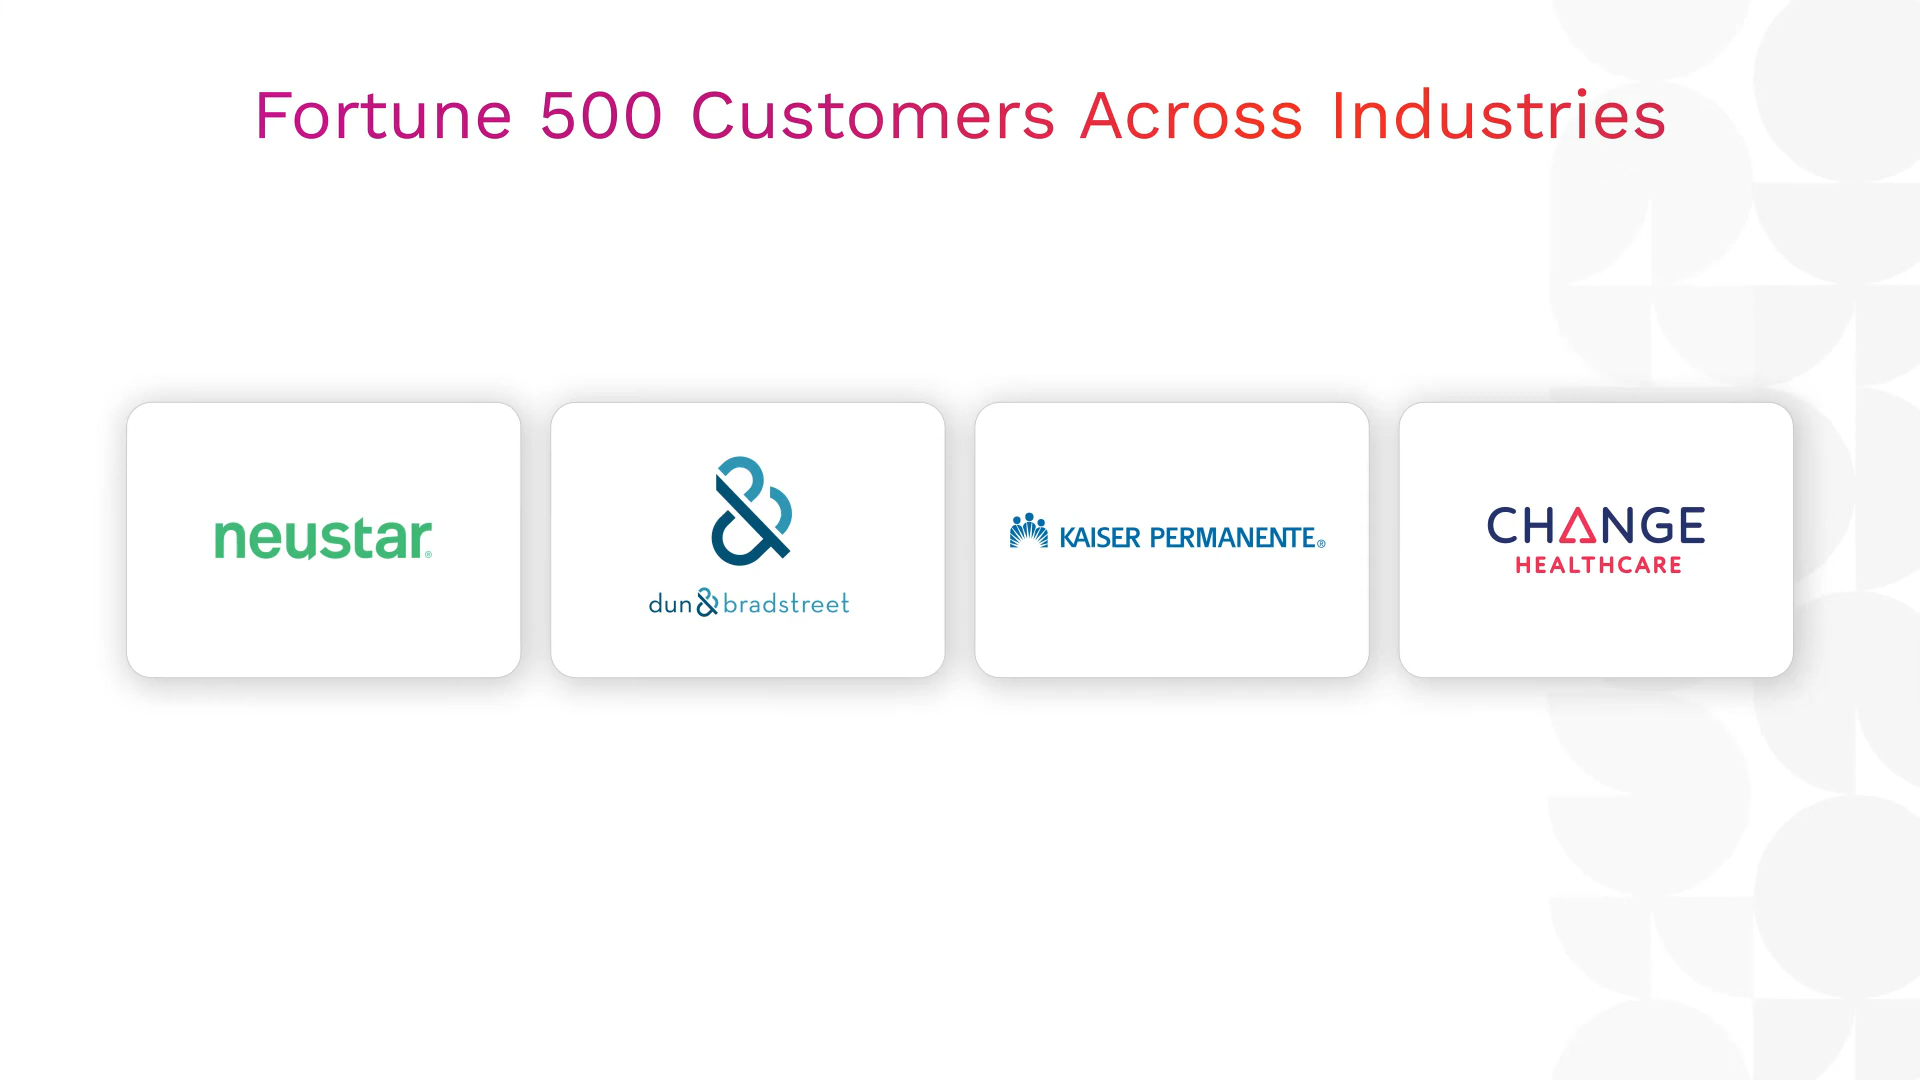 Fortune 500 Customers Across Industries
neustar®
dun&bradstreet
KAISER PERMANENTE®
CHANGE
HEALTHCARE